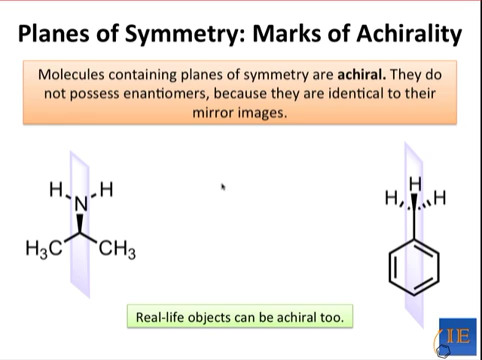 Planes of Symmetry: Marks of Achirality
Molecules containing planes of symmetry are achiral. They do
not possess enantiomers, because they are identical to their
mirror images.
H H
N
H₃C CH₃
H
H H
Real-life objects can be achiral too.
IE